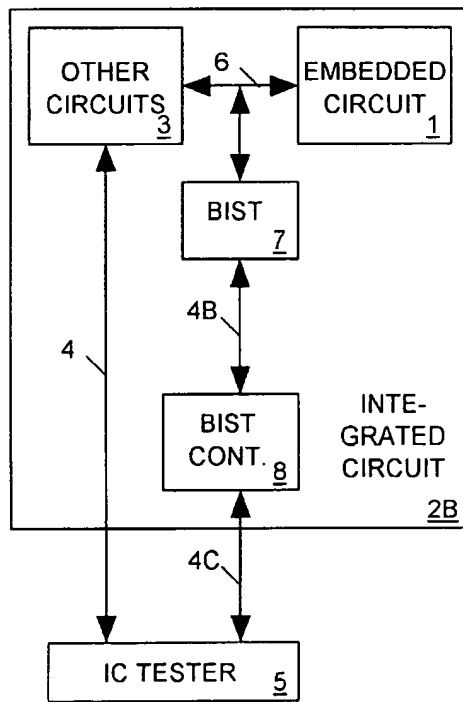 OTHER
CIRCUITS
3
6
EMBEDDED
CIRCUIT
1
BIST
7
4B
4
BIST
CONT.
8
INTE-
GRATED
CIRCUIT
2B
4C
IC TESTER
5